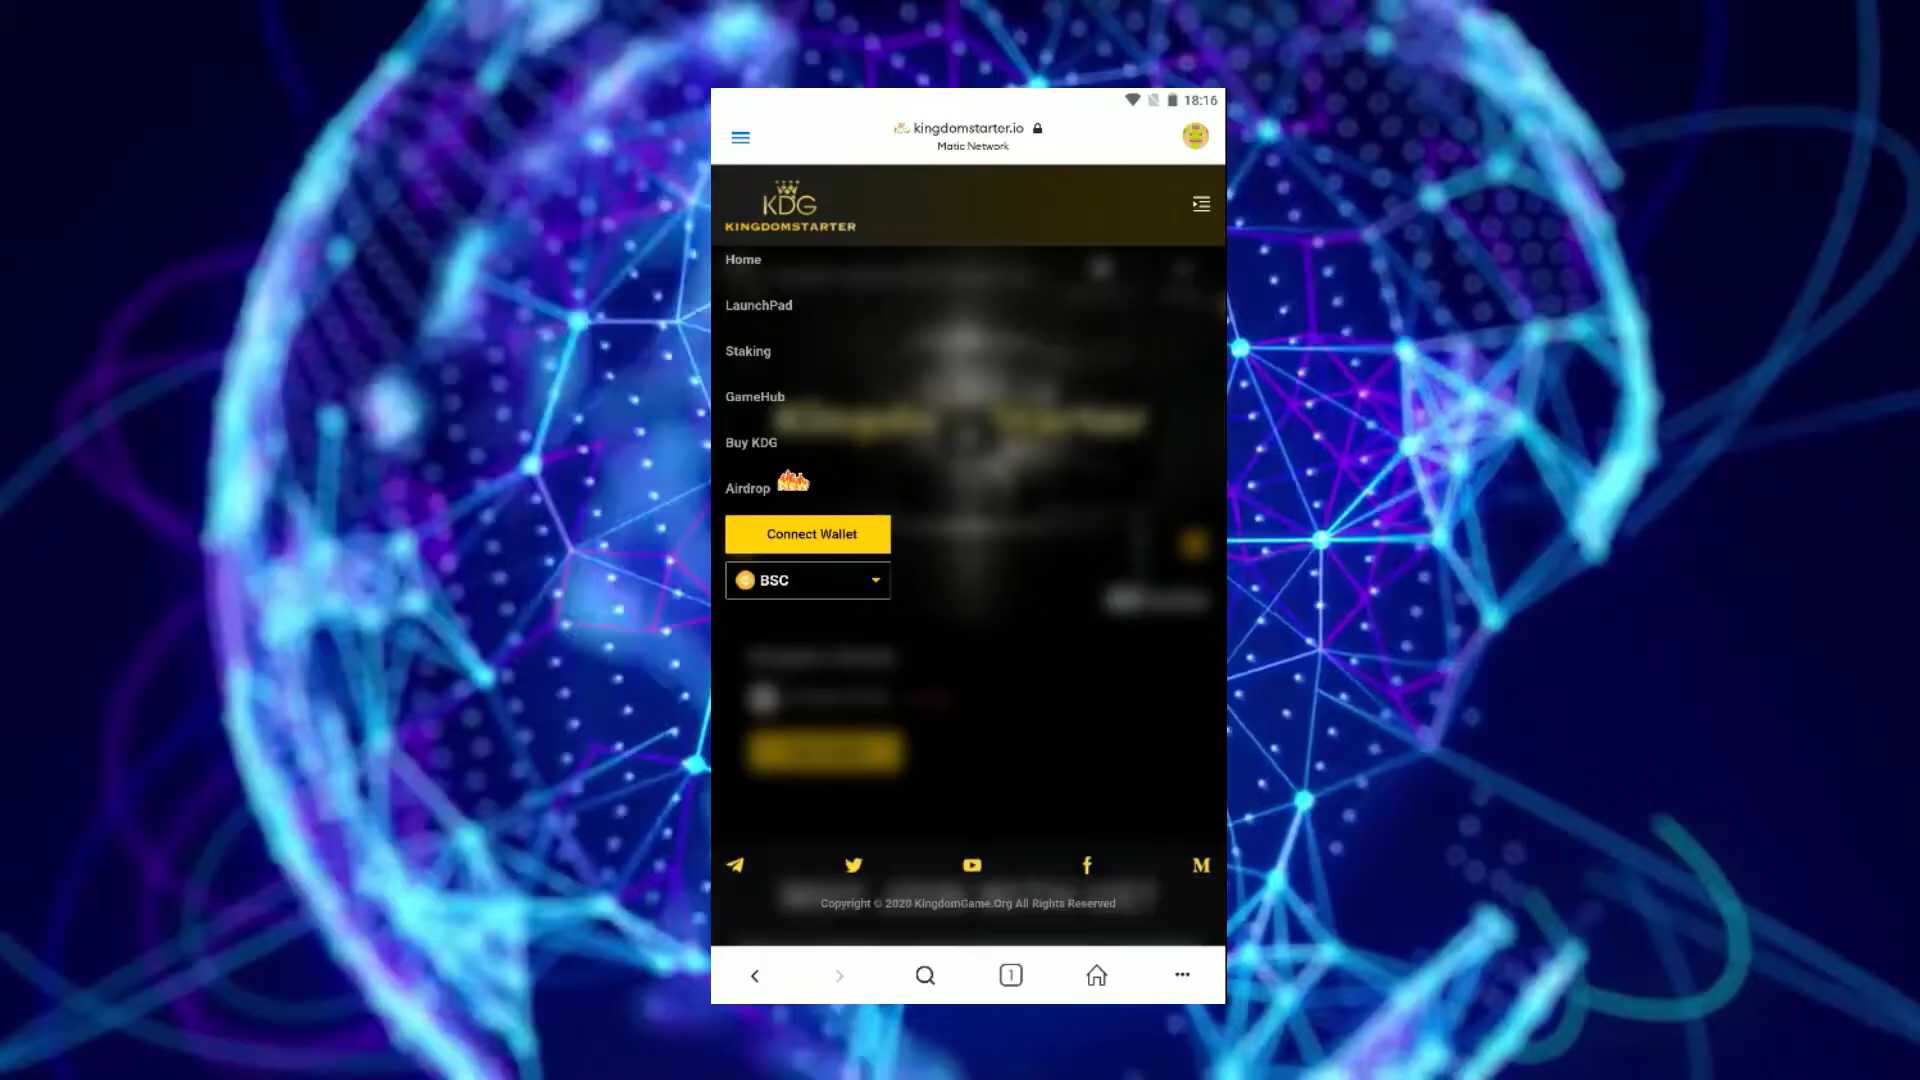 18:16
kingdomstarter.io
Matic Network
KDG
KINGDOMSTARTER
Home
LaunchPad
Staking
GameHub
Buy KDG
Airdrop New
Connect Wallet
BSC
Copyright © 2020 KingdomGame.Org All Rights Reserved
1